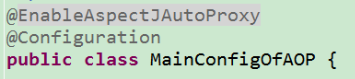 @EnableAspectJAutoProxy
@Configuration
public class MainConfigOfAOP {